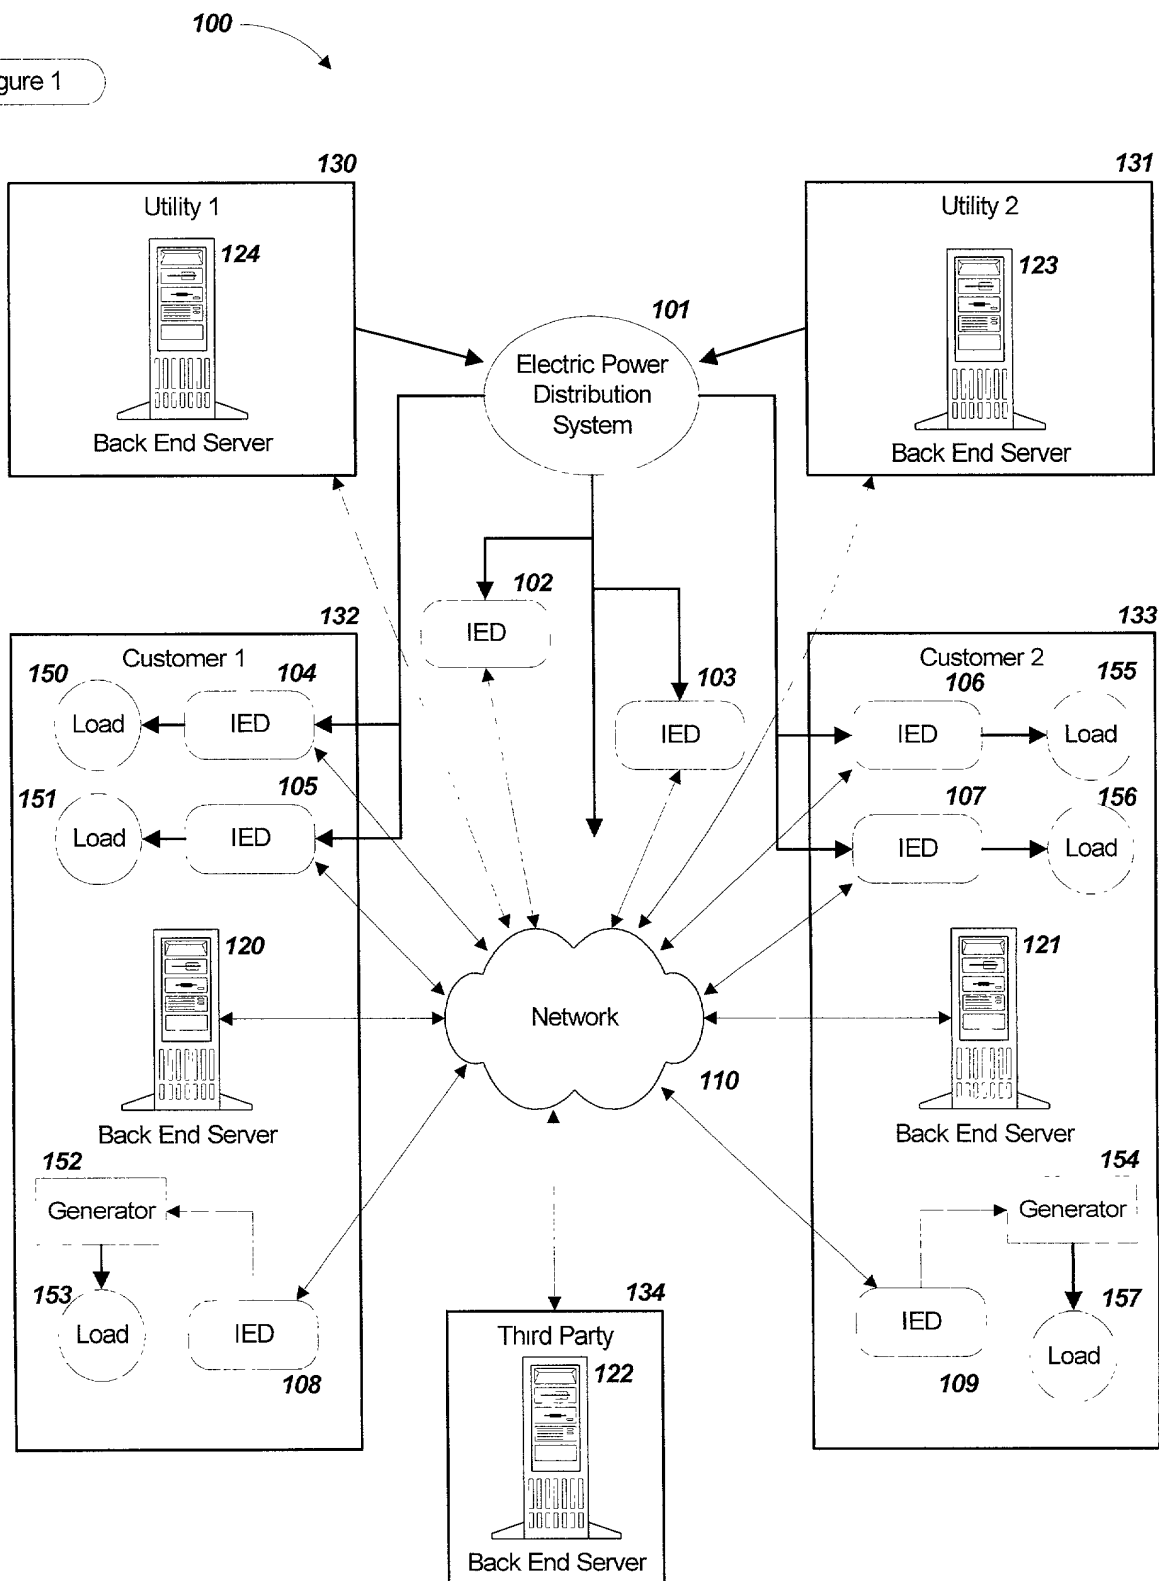 100
gure 1
130
131
Utility 1
Utility 2
124
123
101
Electric Power
Distribution
System
Back End Server
Back End Server
102
IED
132
133
Customer 1
Customer 2
150
104
103
106
155
Load
IED
IED
IED
Load
151
105
107
156
Load
IED
IED
Load
120
121
Network
110
Back End Server
Back End Server
152
154
Generator
Generator
153
134
157
Load
IED
Third Party
IED
Load
108
122
109
Back End Server